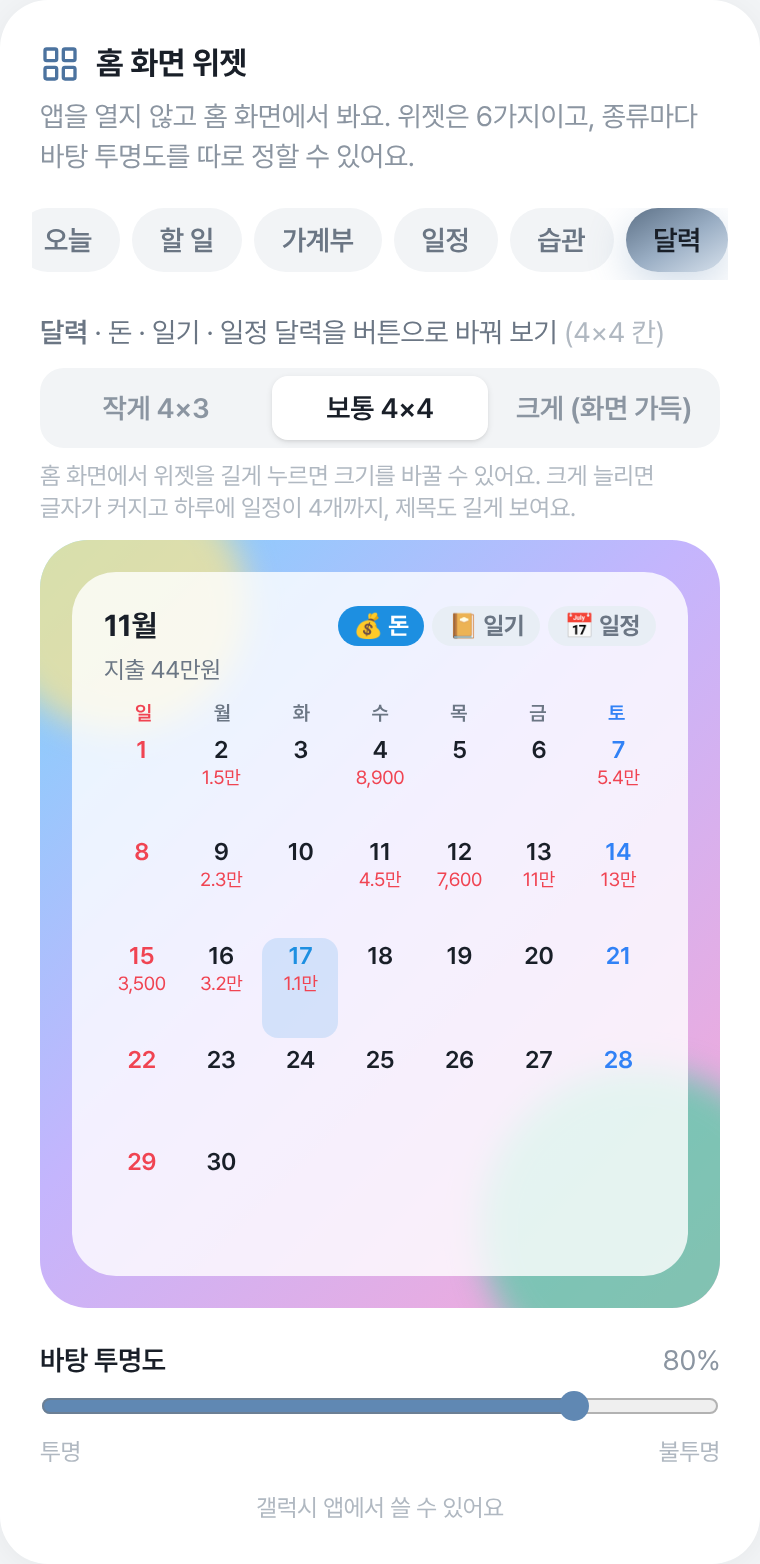 홈 화면 위젯
앱을 열지 않고 홈 화면에서 봐요. 위젯은 6가지이고, 종류마다
바탕 투명도를 따로 정할 수 있어요.
오늘 할 일 가계부 일정 습관 달력
달력 · 돈 · 일기 · 일정 달력을 버튼으로 바꿔 보기 (4×4 칸)
작게 4×3 보통 4×4 크게 (화면 가득)
홈 화면에서 위젯을 길게 누르면 크기를 바꿀 수 있어요. 크게 늘리면
글자가 커지고 하루에 일정이 4개까지, 제목도 길게 보여요.
11월 돈 일기 일정
지출 44만원
일 월 화 수 목 금 토
1 2 3 4 5 6 7
1.5만 8,900 5.4만
8 9 10 11 12 13 14
2.3만 4.5만 7,600 11만 13만
15 16 17 18 19 20 21
3,500 3.2만 1.1만
22 23 24 25 26 27 28
29 30
바탕 투명도 80%
투명 불투명
갤럭시 앱에서 쓸 수 있어요